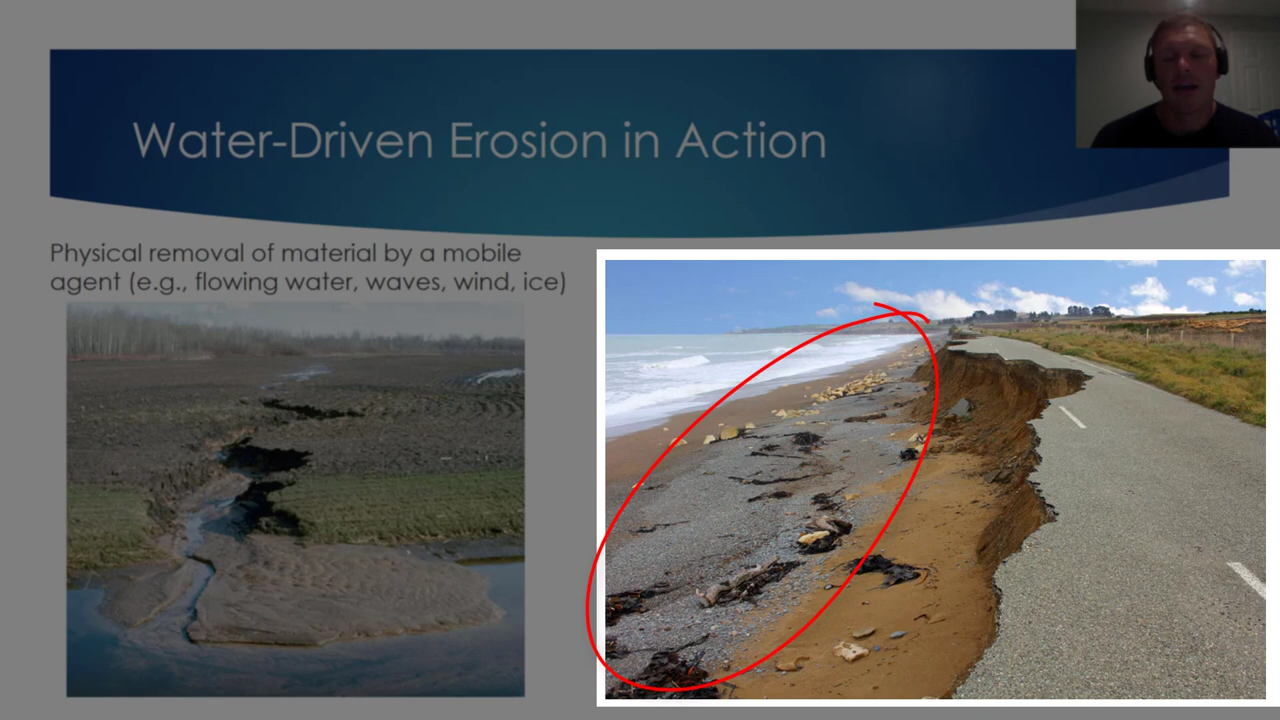 Water-Driven Erosion in Action
Physical removal of material by a mobile
agent (e.g., flowing water, waves, wind, ice)